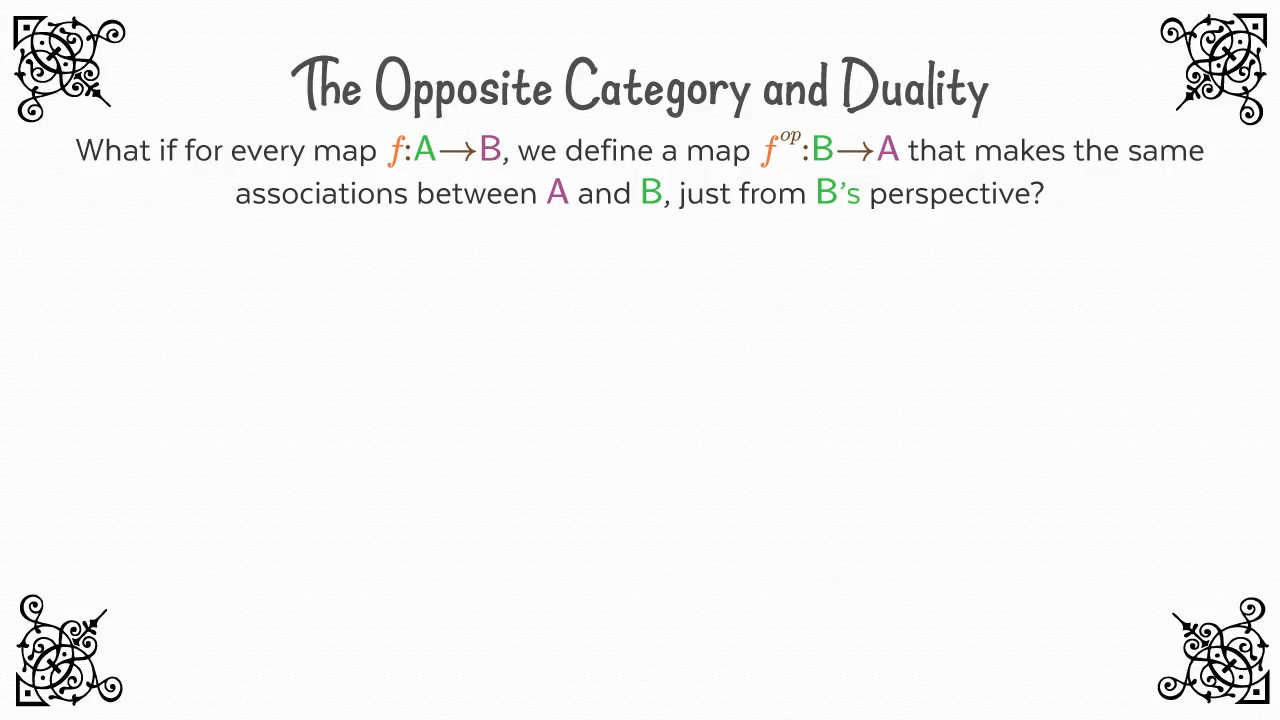 The Opposite Category and Duality
What if for every map f:A⟶B, we define a map f^op:B⟶A that makes the same
associations between A and B, just from B's perspective?